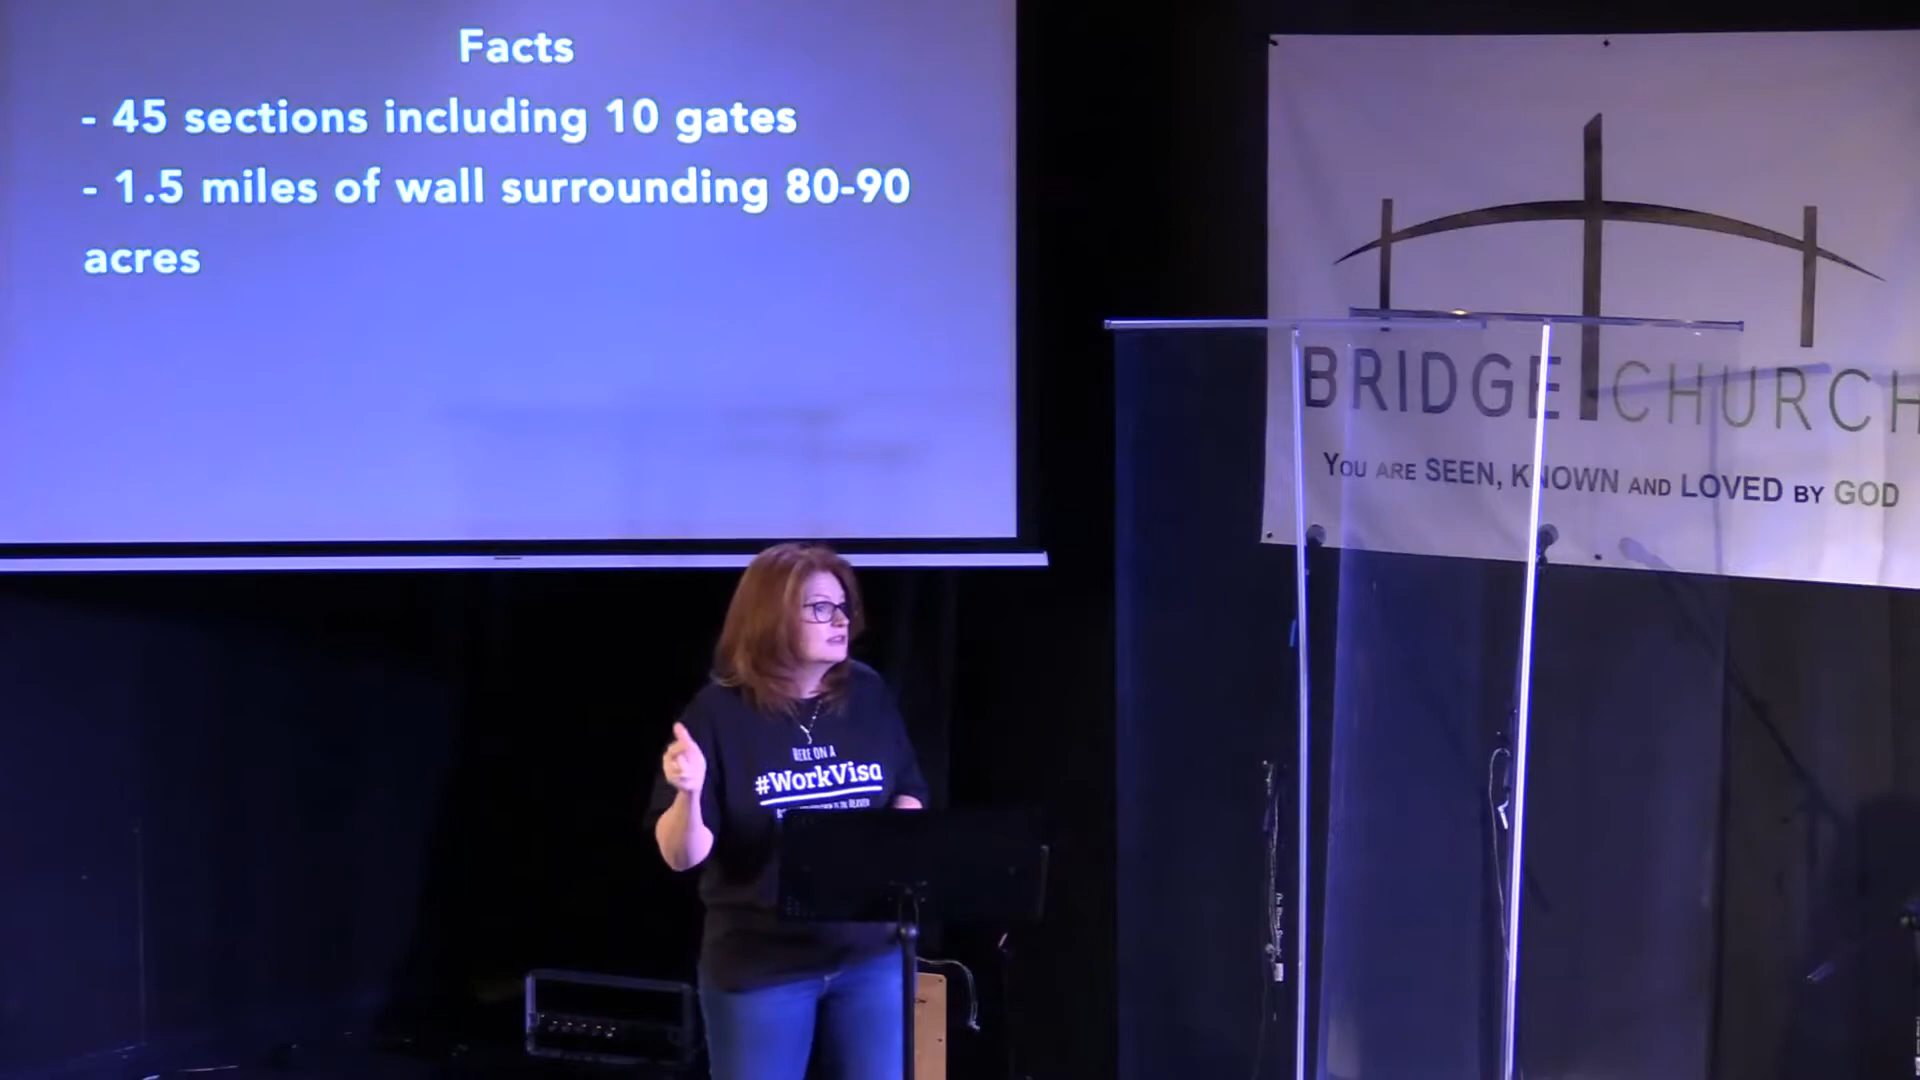 Facts
- 45 sections including 10 gates
- 1.5 miles of wall surrounding 80-90
acres
BRIDGE CHURCH
YOU ARE SEEN, KNOWN AND LOVED BY GOD
HERE ON A
#WorkVisa
HEAVEN